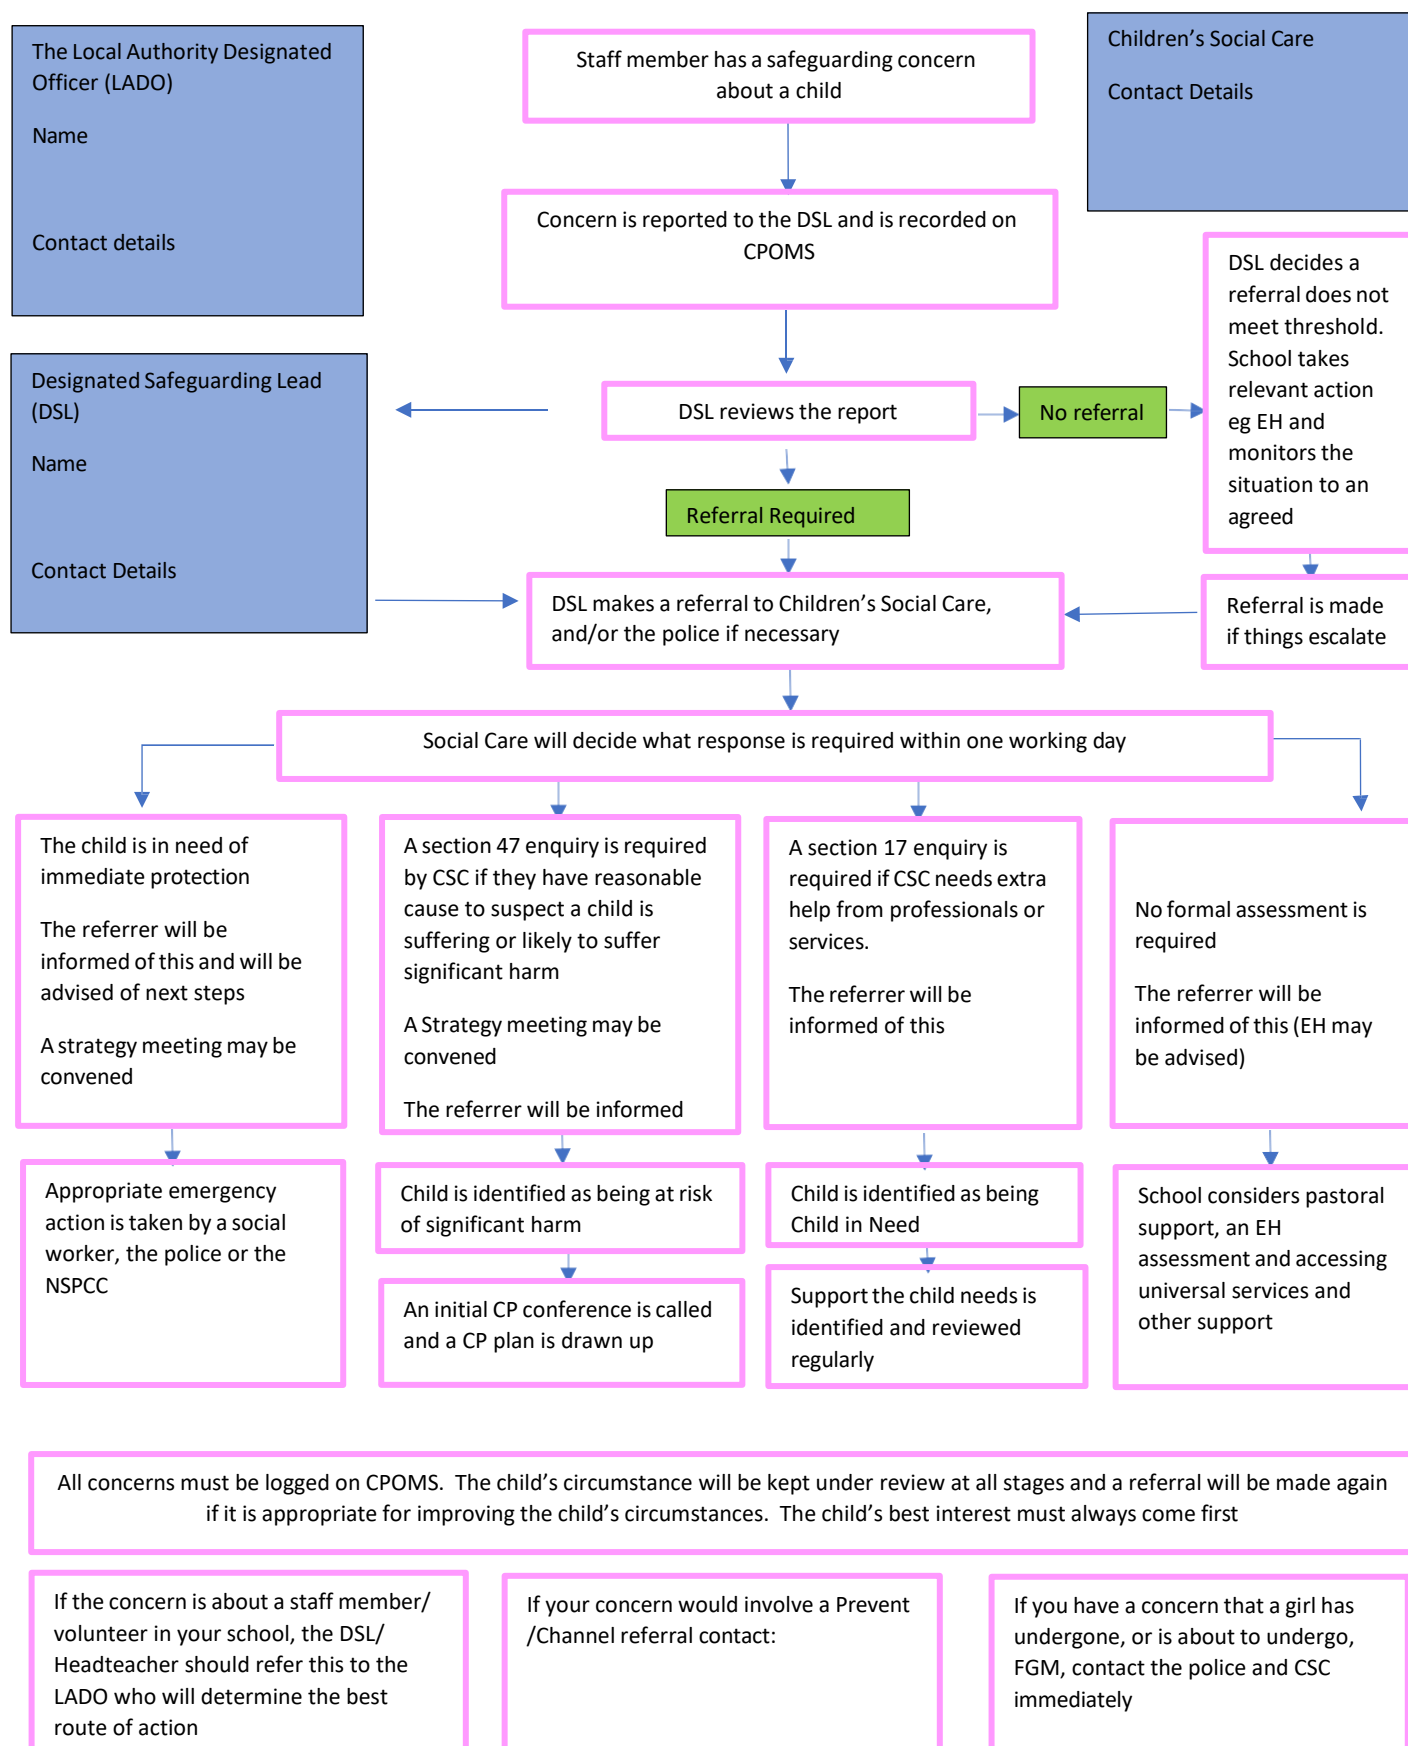 The Local Authority Designated
Officer (LADO)
Name
Contact details
Staff member has a safeguarding concern
about a child
Children’s Social Care
Contact Details
Concern is reported to the DSL and is recorded on
CPOMS
DSL decides a
referral does not
meet threshold.
School takes
relevant action
eg EH and
monitors the
situation to an
agreed
Designated Safeguarding Lead
(DSL)
Name
Contact Details
DSL reviews the report
No referral
Referral Required
DSL makes a referral to Children’s Social Care,
and/or the police if necessary
Referral is made
if things escalate
Social Care will decide what response is required within one working day
The child is in need of
immediate protection
The referrer will be
informed of this and will be
advised of next steps
A strategy meeting may be
convened
A section 47 enquiry is required
by CSC if they have reasonable
cause to suspect a child is
suffering or likely to suffer
significant harm
A Strategy meeting may be
convened
The referrer will be informed
A section 17 enquiry is
required if CSC needs extra
help from professionals or
services.
The referrer will be
informed of this
No formal assessment is
required
The referrer will be
informed of this (EH may
be advised)
Appropriate emergency
action is taken by a social
worker, the police or the
NSPCC
Child is identified as being at risk
of significant harm
An initial CP conference is called
and a CP plan is drawn up
Child is identified as being
Child in Need
Support the child needs is
identified and reviewed
regularly
School considers pastoral
support, an EH
assessment and accessing
universal services and
other support
All concerns must be logged on CPOMS.  The child’s circumstance will be kept under review at all stages and a referral will be made again
if it is appropriate for improving the child’s circumstances.  The child’s best interest must always come first
If the concern is about a staff member/
volunteer in your school, the DSL/
Headteacher should refer this to the
LADO who will determine the best
route of action
If your concern would involve a Prevent
/Channel referral contact:
If you have a concern that a girl has
undergone, or is about to undergo,
FGM, contact the police and CSC
immediately